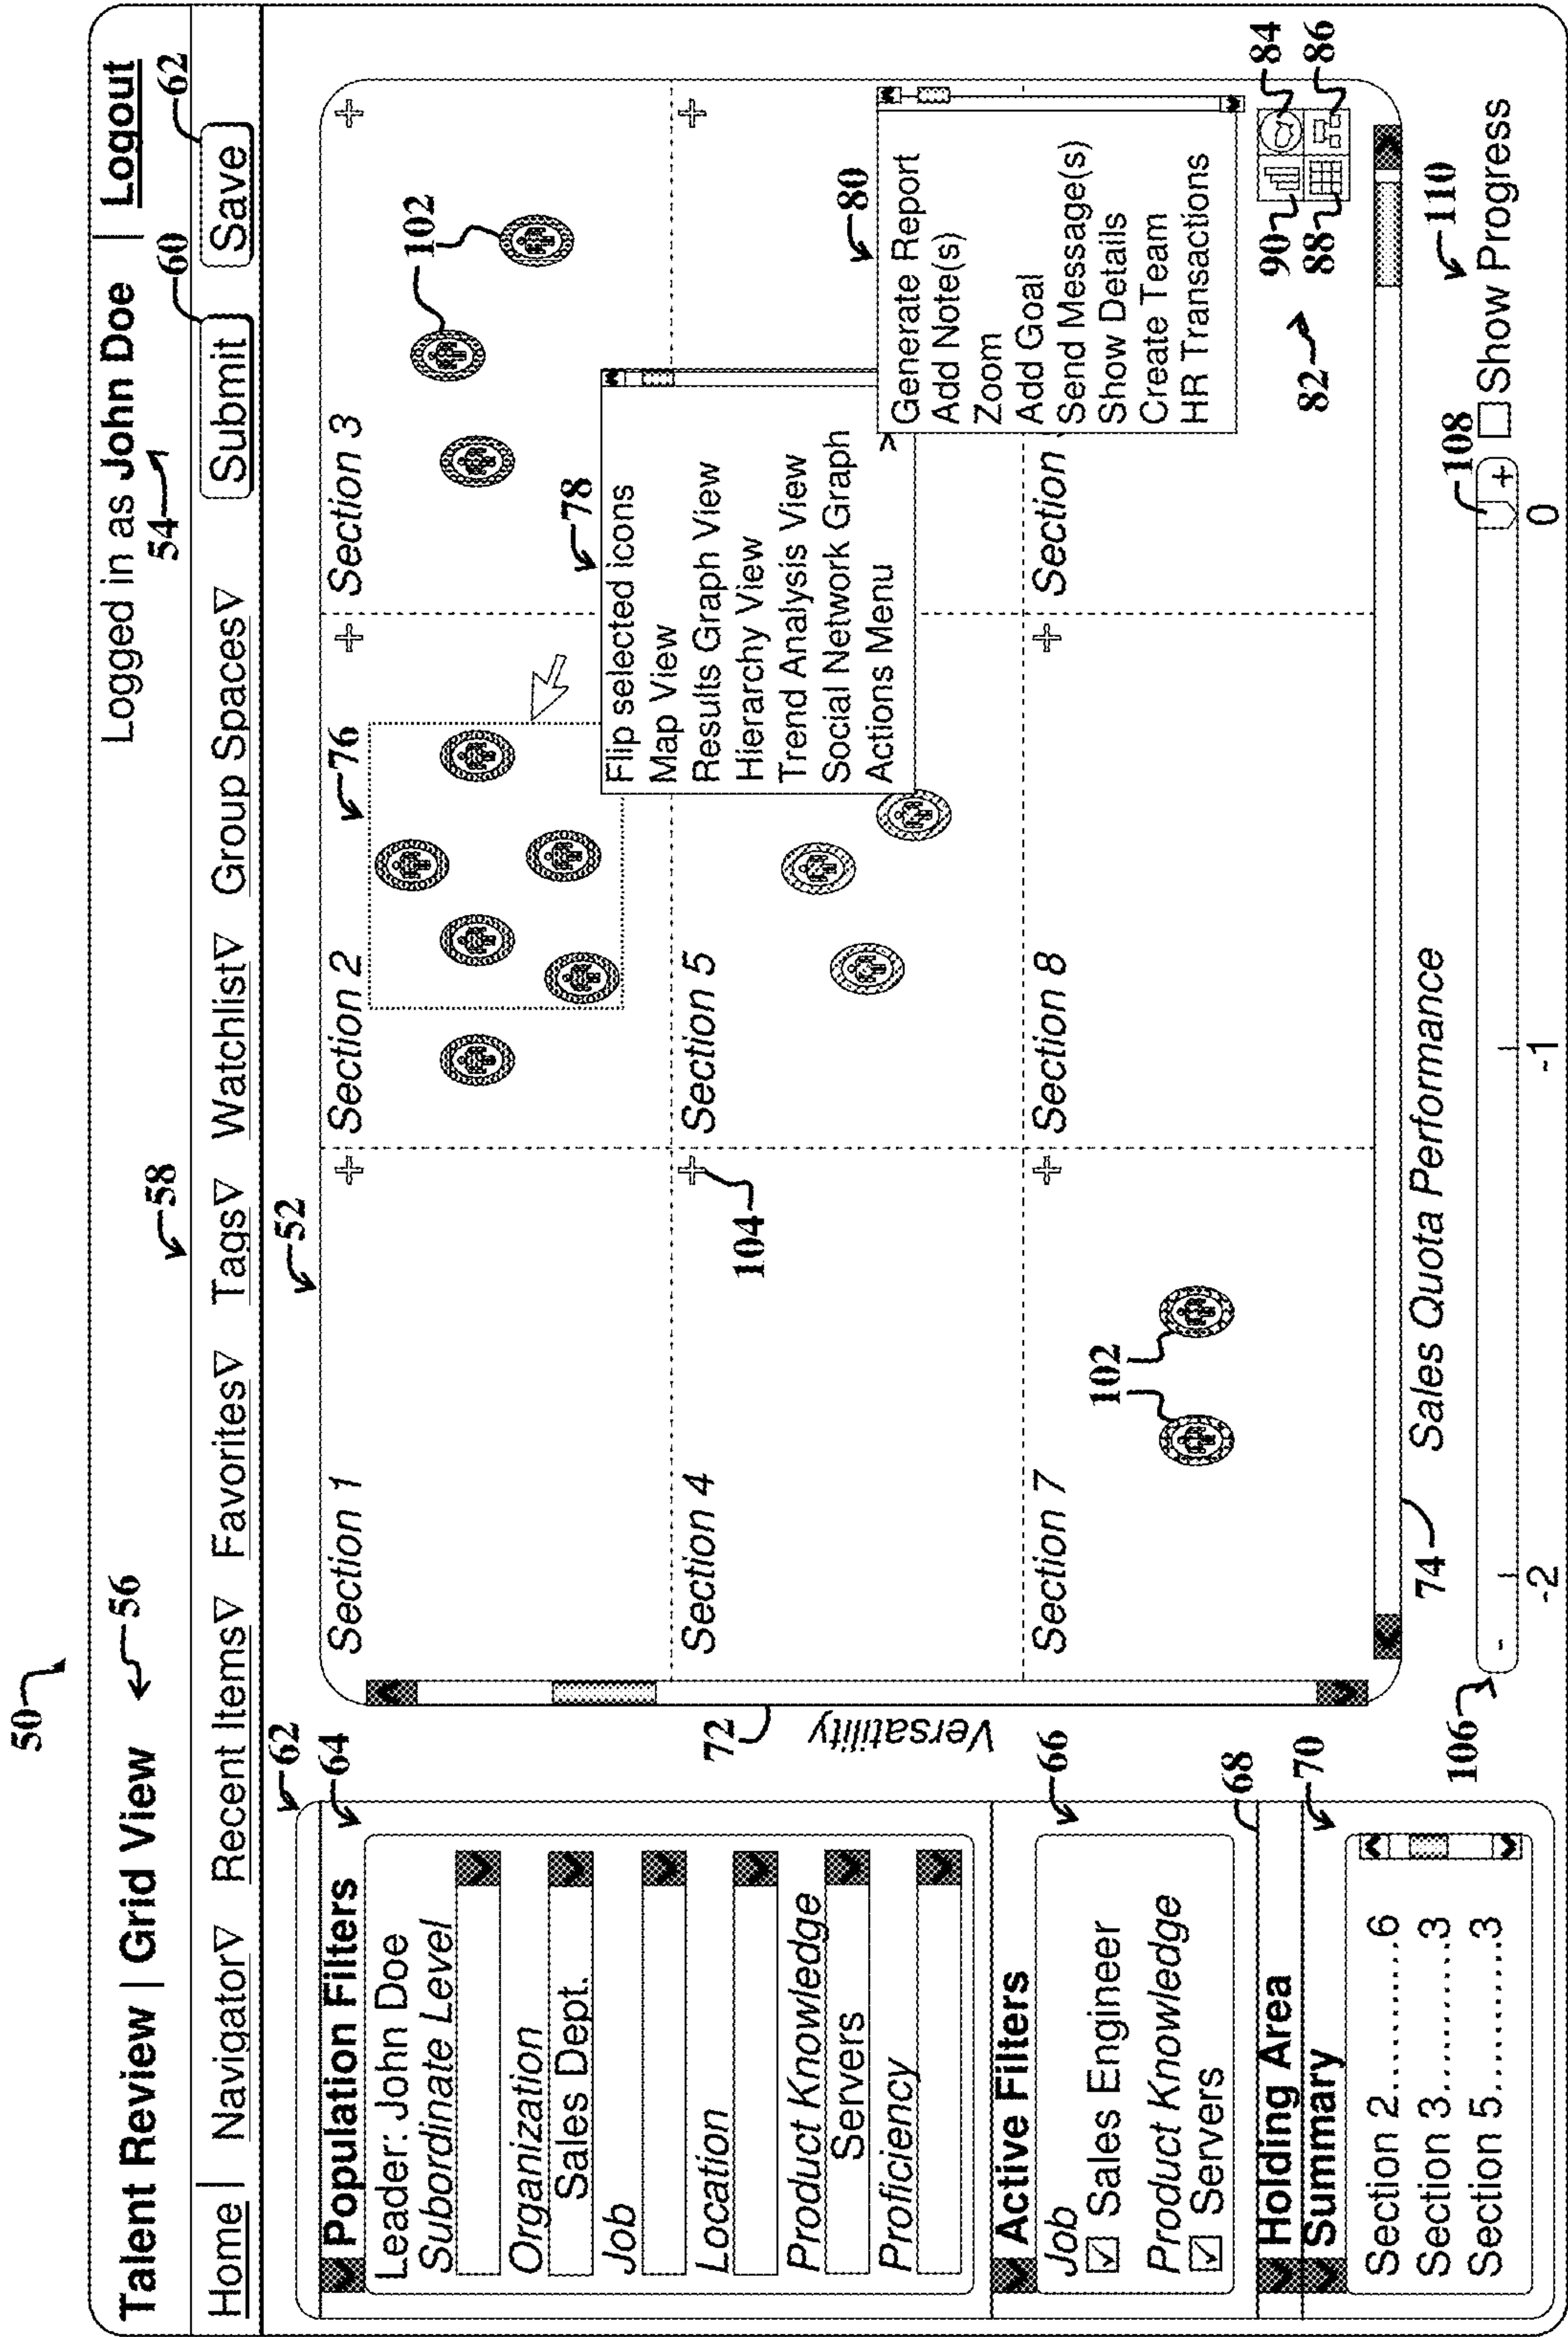 50
Talent Review | Grid View
56
Logged in as John Doe | Logout
54
58
60
62
Home | Navigator▽ Recent Items▽ Favorites▽ Tags▽ Watchlist▽ Group Spaces▽ Submit Save
62
52
Population Filters
64
Leader: John Doe
Subordinate Level
Organization
Sales Dept.
Job
Location
Product Knowledge
Servers
Proficiency
Active Filters
66
Job
☑ Sales Engineer
Product Knowledge
☑ Servers
68
Holding Area
Summary
70
Section 2...........6
Section 3...........3
Section 5...........3
72
Versatility
Section 1
Section 2
76
Section 3
102
Section 4
104
Section 5
78
Flip selected icons
Map View
Results Graph View
Hierarchy View
Trend Analysis View
Social Network Graph
Actions Menu >
80
Generate Report
Add Note(s)
Zoom
Add Goal
Send Message(s)
Show Details
Create Team
HR Transactions
Section 7
102
Section 8
Section
82
90
84
88
86
74
Sales Quota Performance
106
- +
108
□ Show Progress
110
-2 -1 0